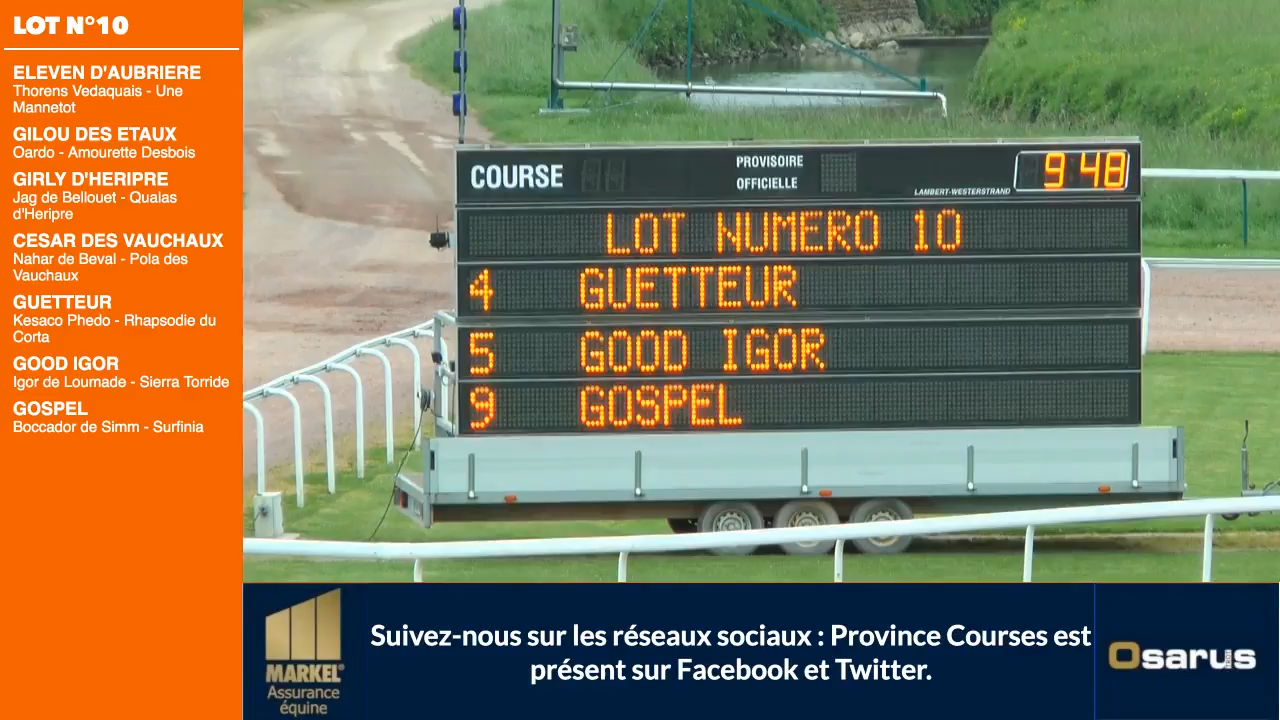 LOT N°10
ELEVEN D'AUBRIERE
Thorens Vedaquais - Une
Mannetot
GILOU DES ETAUX
Oardo - Amourette Desbois
GIRLY D'HERIPRE
Jag de Bellouet - Qualas
d'Heripre
CESAR DES VAUCHAUX
Nahar de Beval - Pola des
Vauchaux
GUETTEUR
Kesaco Phedo - Rhapsodie du
Corta
GOOD IGOR
Igor de Loumade - Sierra Torride
GOSPEL
Boccador de Simm - Surfinia
COURSE
PROVISOIRE
OFFICIELLE
LAMBERT-WESTERSTRAND
9:48
LOT NUMERO 10
4 GUETTEUR
5 GOOD IGOR
9 GOSPEL
MARKEL®
Assurance
équine
Suivez-nous sur les réseaux sociaux : Province Courses est
présent sur Facebook et Twitter.
Osarus